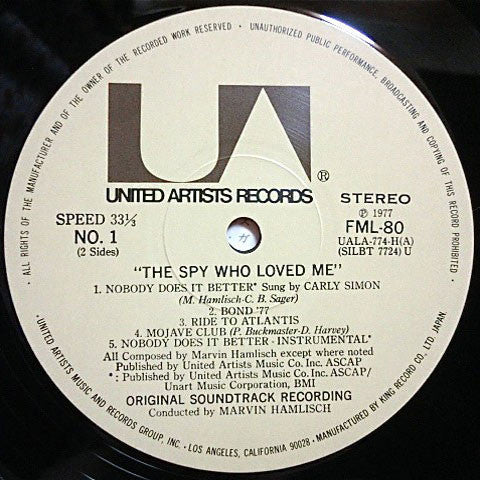 · ALL RIGHTS OF THE MANUFACTURER AND OF THE OWNER OF THE RECORDED WORK RESERVED · UNAUTHORIZED PUBLIC PERFORMANCE, BROADCASTING AND COPYING OF THIS RECORD PROHIBITED ·
UA®
UNITED ARTISTS RECORDS
SPEED 33⅓
NO. 1
(2 Sides)
STEREO
℗ 1977
FML-80
UALA-774-H(A)
(SILBT 7724) U
"THE SPY WHO LOVED ME"
1. NOBODY DOES IT BETTER* Sung by CARLY SIMON
(M. Hamlisch-C. B. Sager)
2. BOND '77
3. RIDE TO ATLANTIS
4. MOJAVE CLUB (P. Buckmaster-D. Harvey)
5. NOBODY DOES IT BETTER - INSTRUMENTAL*
All Composed by Marvin Hamlisch except where noted
Published by United Artists Music Co. Inc. ASCAP
* : Published by United Artists Music Co. Inc. ASCAP/
Unart Music Corporation, BMI
ORIGINAL SOUNDTRACK RECORDING
Conducted by MARVIN HAMLISCH
· UNITED ARTISTS MUSIC AND RECORDS GROUP, INC. · LOS ANGELES, CALIFORNIA 90028 · MANUFACTURED BY KING RECORD CO. LTD. JAPAN